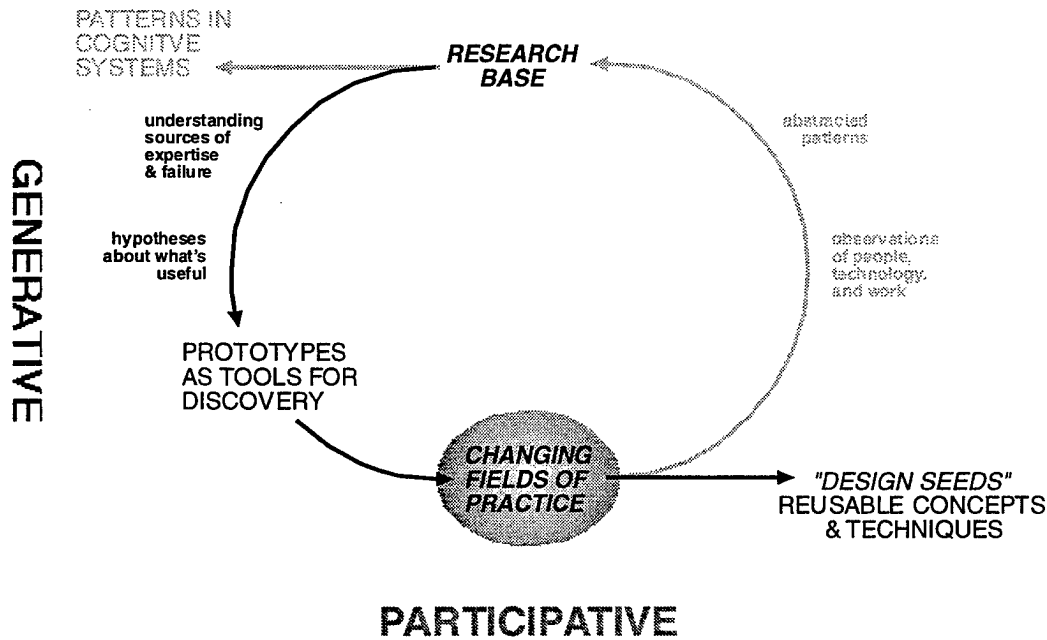 PATTERNS IN
COGNITVE
SYSTEMS
RESEARCH
BASE
understanding
sources of
expertise
& failure
abstracted
patterns
GENERATIVE
hypotheses
about what's
useful
observations
of people,
technology,
and work
PROTOTYPES
AS TOOLS FOR
DISCOVERY
CHANGING
FIELDS OF
PRACTICE
"DESIGN SEEDS"
REUSABLE CONCEPTS
& TECHNIQUES
PARTICIPATIVE